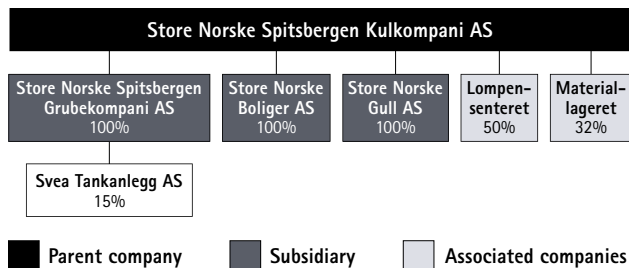 Store Norske Spitsbergen Kulkompani AS
Store Norske Spitsbergen
Grubekompani AS
100%
Store Norske
Boliger AS
100%
Store Norske
Gull AS
100%
Lompen-
senteret
50%
Material-
lageret
32%
Svea Tankanlegg AS
15%
Parent company
Subsidiary
Associated companies